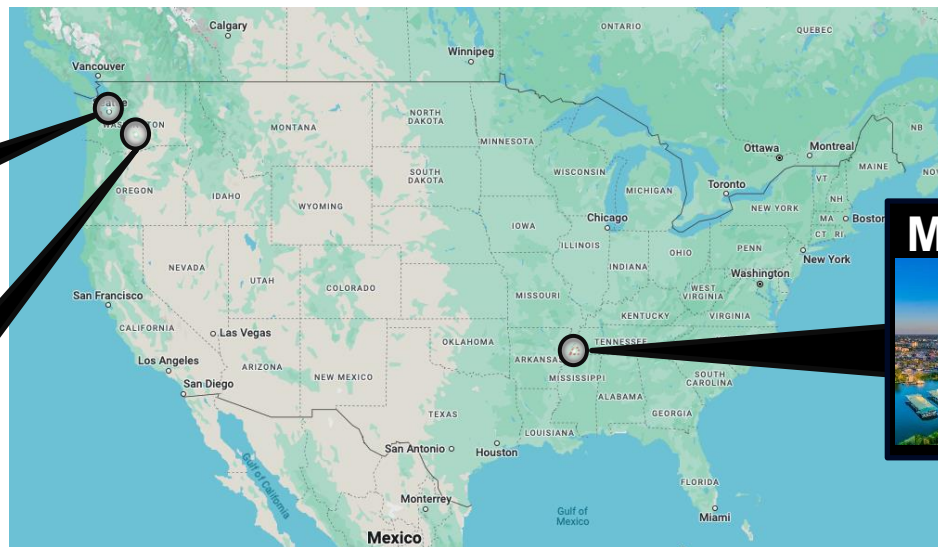 Calgary
ONTARIO
QUEBEC
Winnipeg
Vancouver
NORTH
DAKOTA
MONTANA
MINNESOTA
NB
Ottawa
Montreal
MAINE
SOUTH
DAKOTA
WISCONSIN
VT
OREGON
IDAHO
WYOMING
MICHIGAN
Toronto
NEW YORK
NH
MA
Boston
CT
RI
IOWA
Chicago
ILLINOIS
INDIANA
OHIO
PENN
New York
NEVADA
UTAH
COLORADO
Washington
San Francisco
MISSOURI
WEST
VIRGINIA
KENTUCKY
VIRGINIA
CALIFORNIA
Las Vegas
OKLAHOMA
TENNESSEE
Los Angeles
ARIZONA
NEW MEXICO
MISSISSIPPI
SOUTH
CAROLINA
San Diego
ALABAMA
TEXAS
GEORGIA
LOUISIANA
San Antonio
Houston
Gulf of California
FLORIDA
Monterrey
Gulf of
Mexico
Miami
Mexico
M